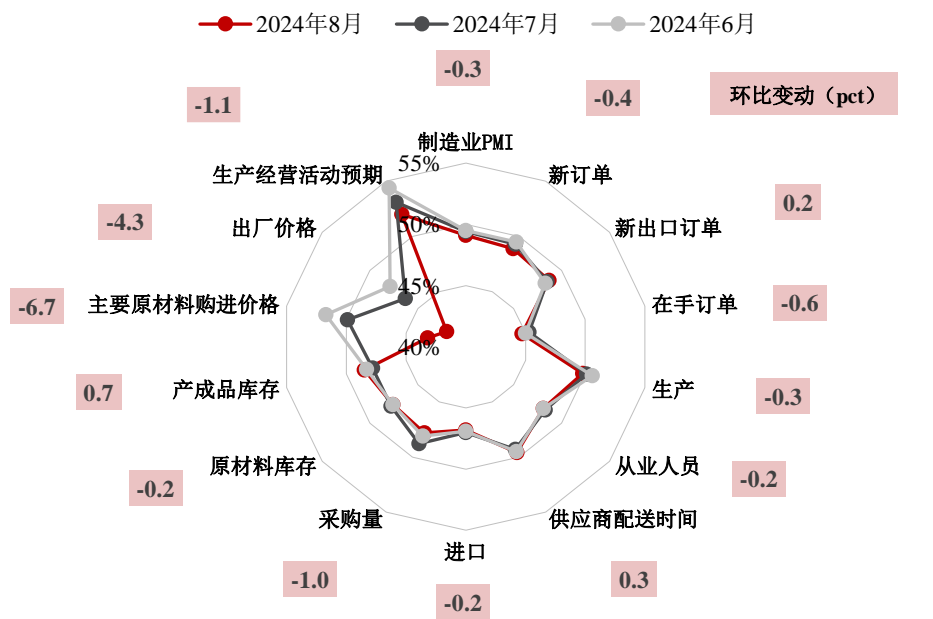 2024年8月
2024年7月
2024年6月
-0.3
-0.4
环比变动（pct）
-1.1
制造业PMI
55%
生产经营活动预期
新订单
0.2
-4.3
出厂价格
50%
新出口订单
-6.7
主要原材料购进价格
45%
在手订单
-0.6
40%
0.7
产成品库存
生产
-0.3
原材料库存
从业人员
-0.2
-0.2
采购量
供应商配送时间
进口
-1.0
-0.2
0.3